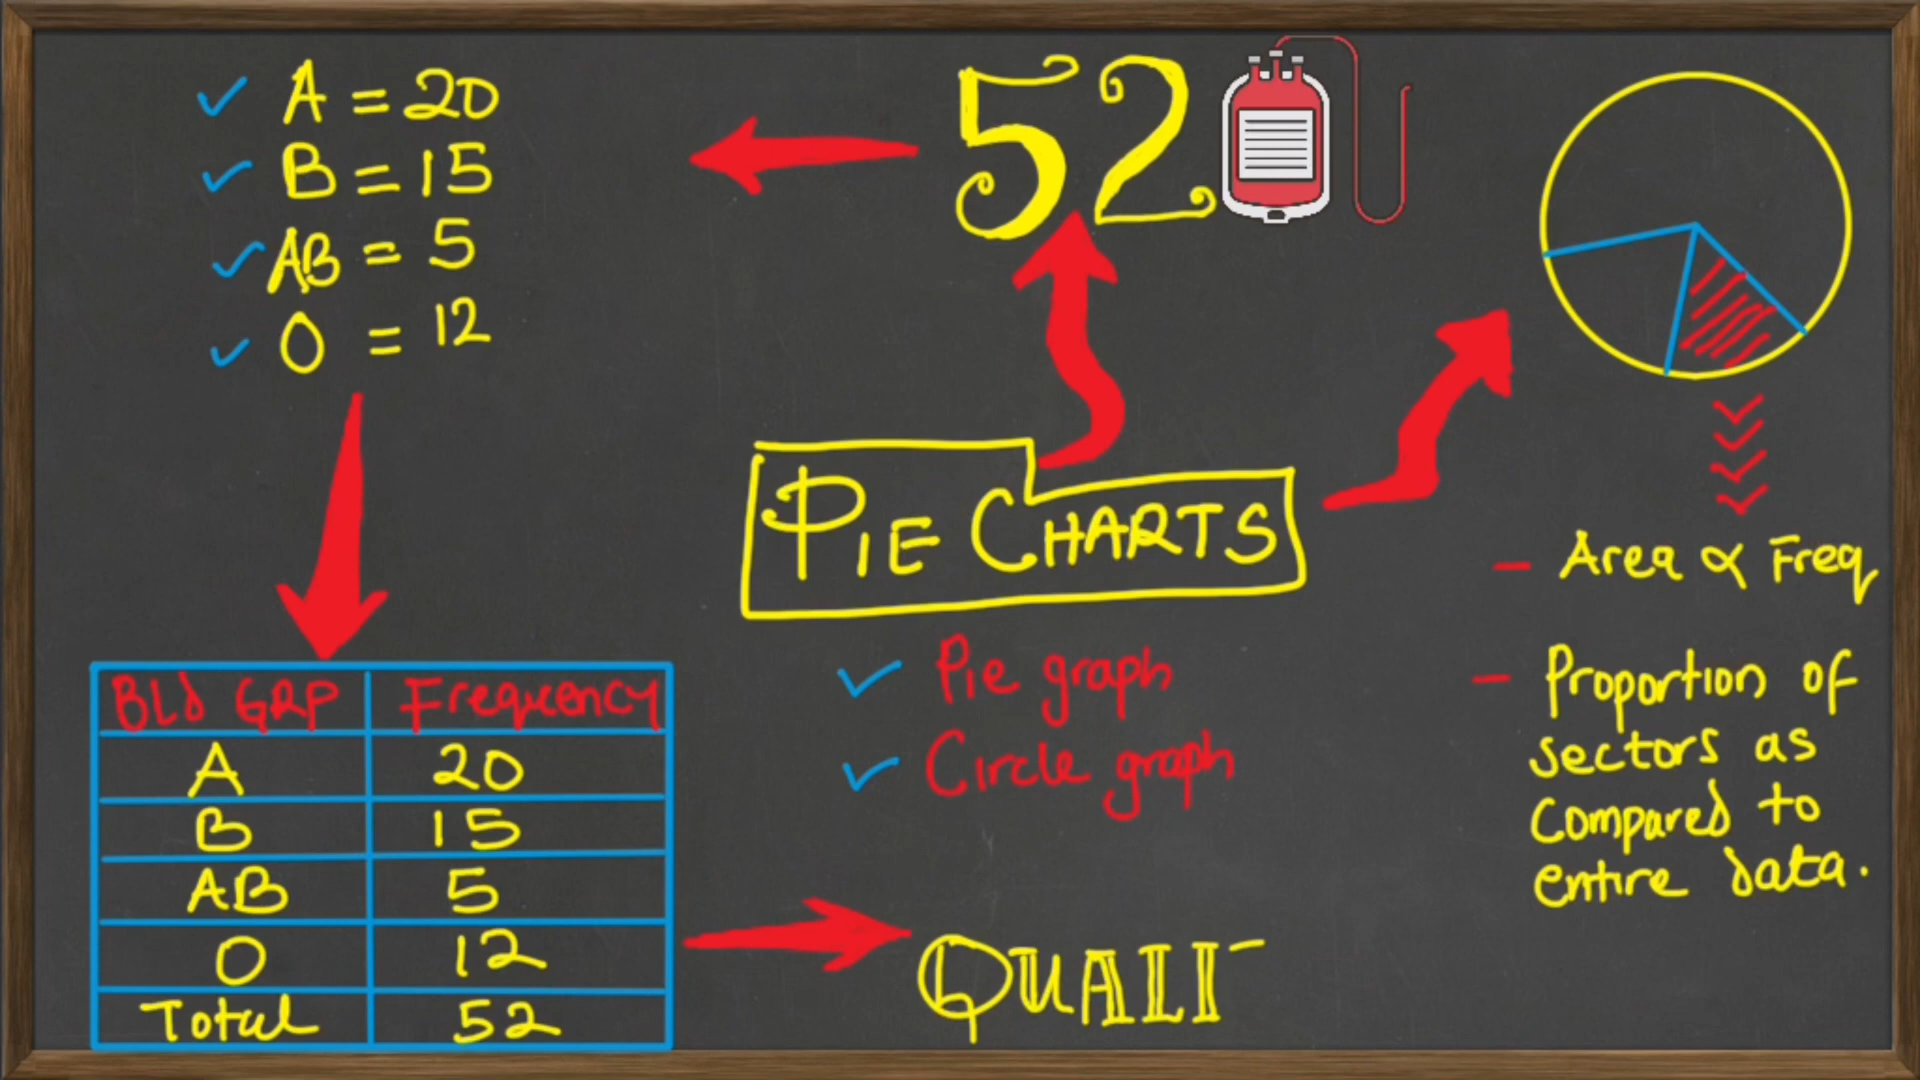 A = 20
B = 15
AB = 5
O = 12
52
PIE CHARTS
Pie graph
Circle graph
Area ∝ Freq
Proportion of
sectors as
compared to
entire data.
Bld GRP Frequency
A 20
B 15
AB 5
O 12
Total 52
QUALI